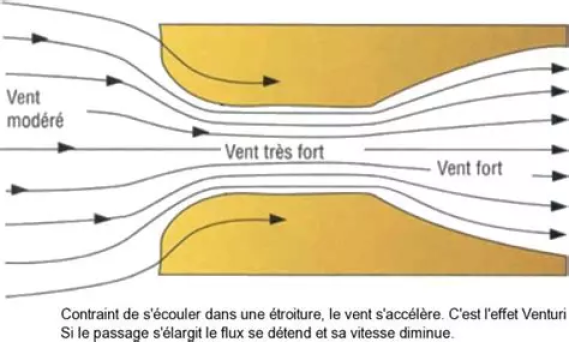 Vent
modéré
Vent très fort
Vent fort
Contraint de s'écouler dans une étroiture, le vent s'accélère. C'est l'effet Venturi
Si le passage s'élargit le flux se détend et sa vitesse diminue.